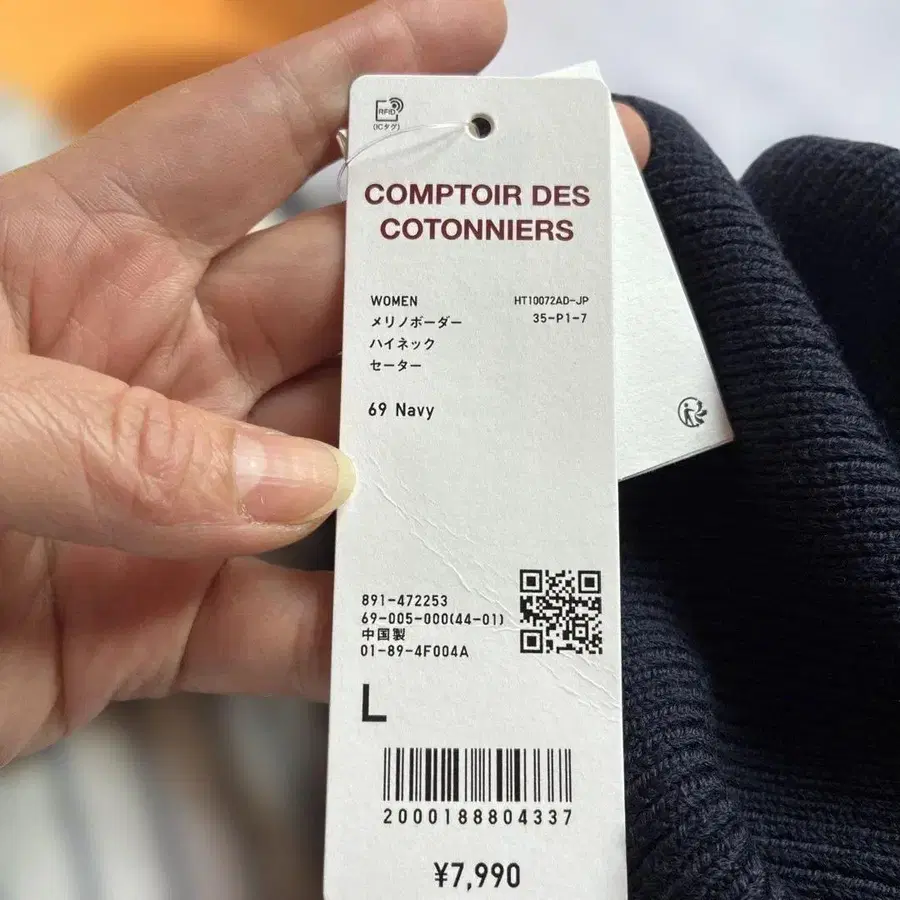 RFID
(ICタグ)
COMPTOIR DES
COTONNIERS
WOMEN
HT10072AD-JP
メリノボーダー
35-P1-7
ハイネック
セーター
69 Navy
891-472253
69-005-000(44-01)
中国製
01-89-4F004A
L
2000188804337
¥7,990